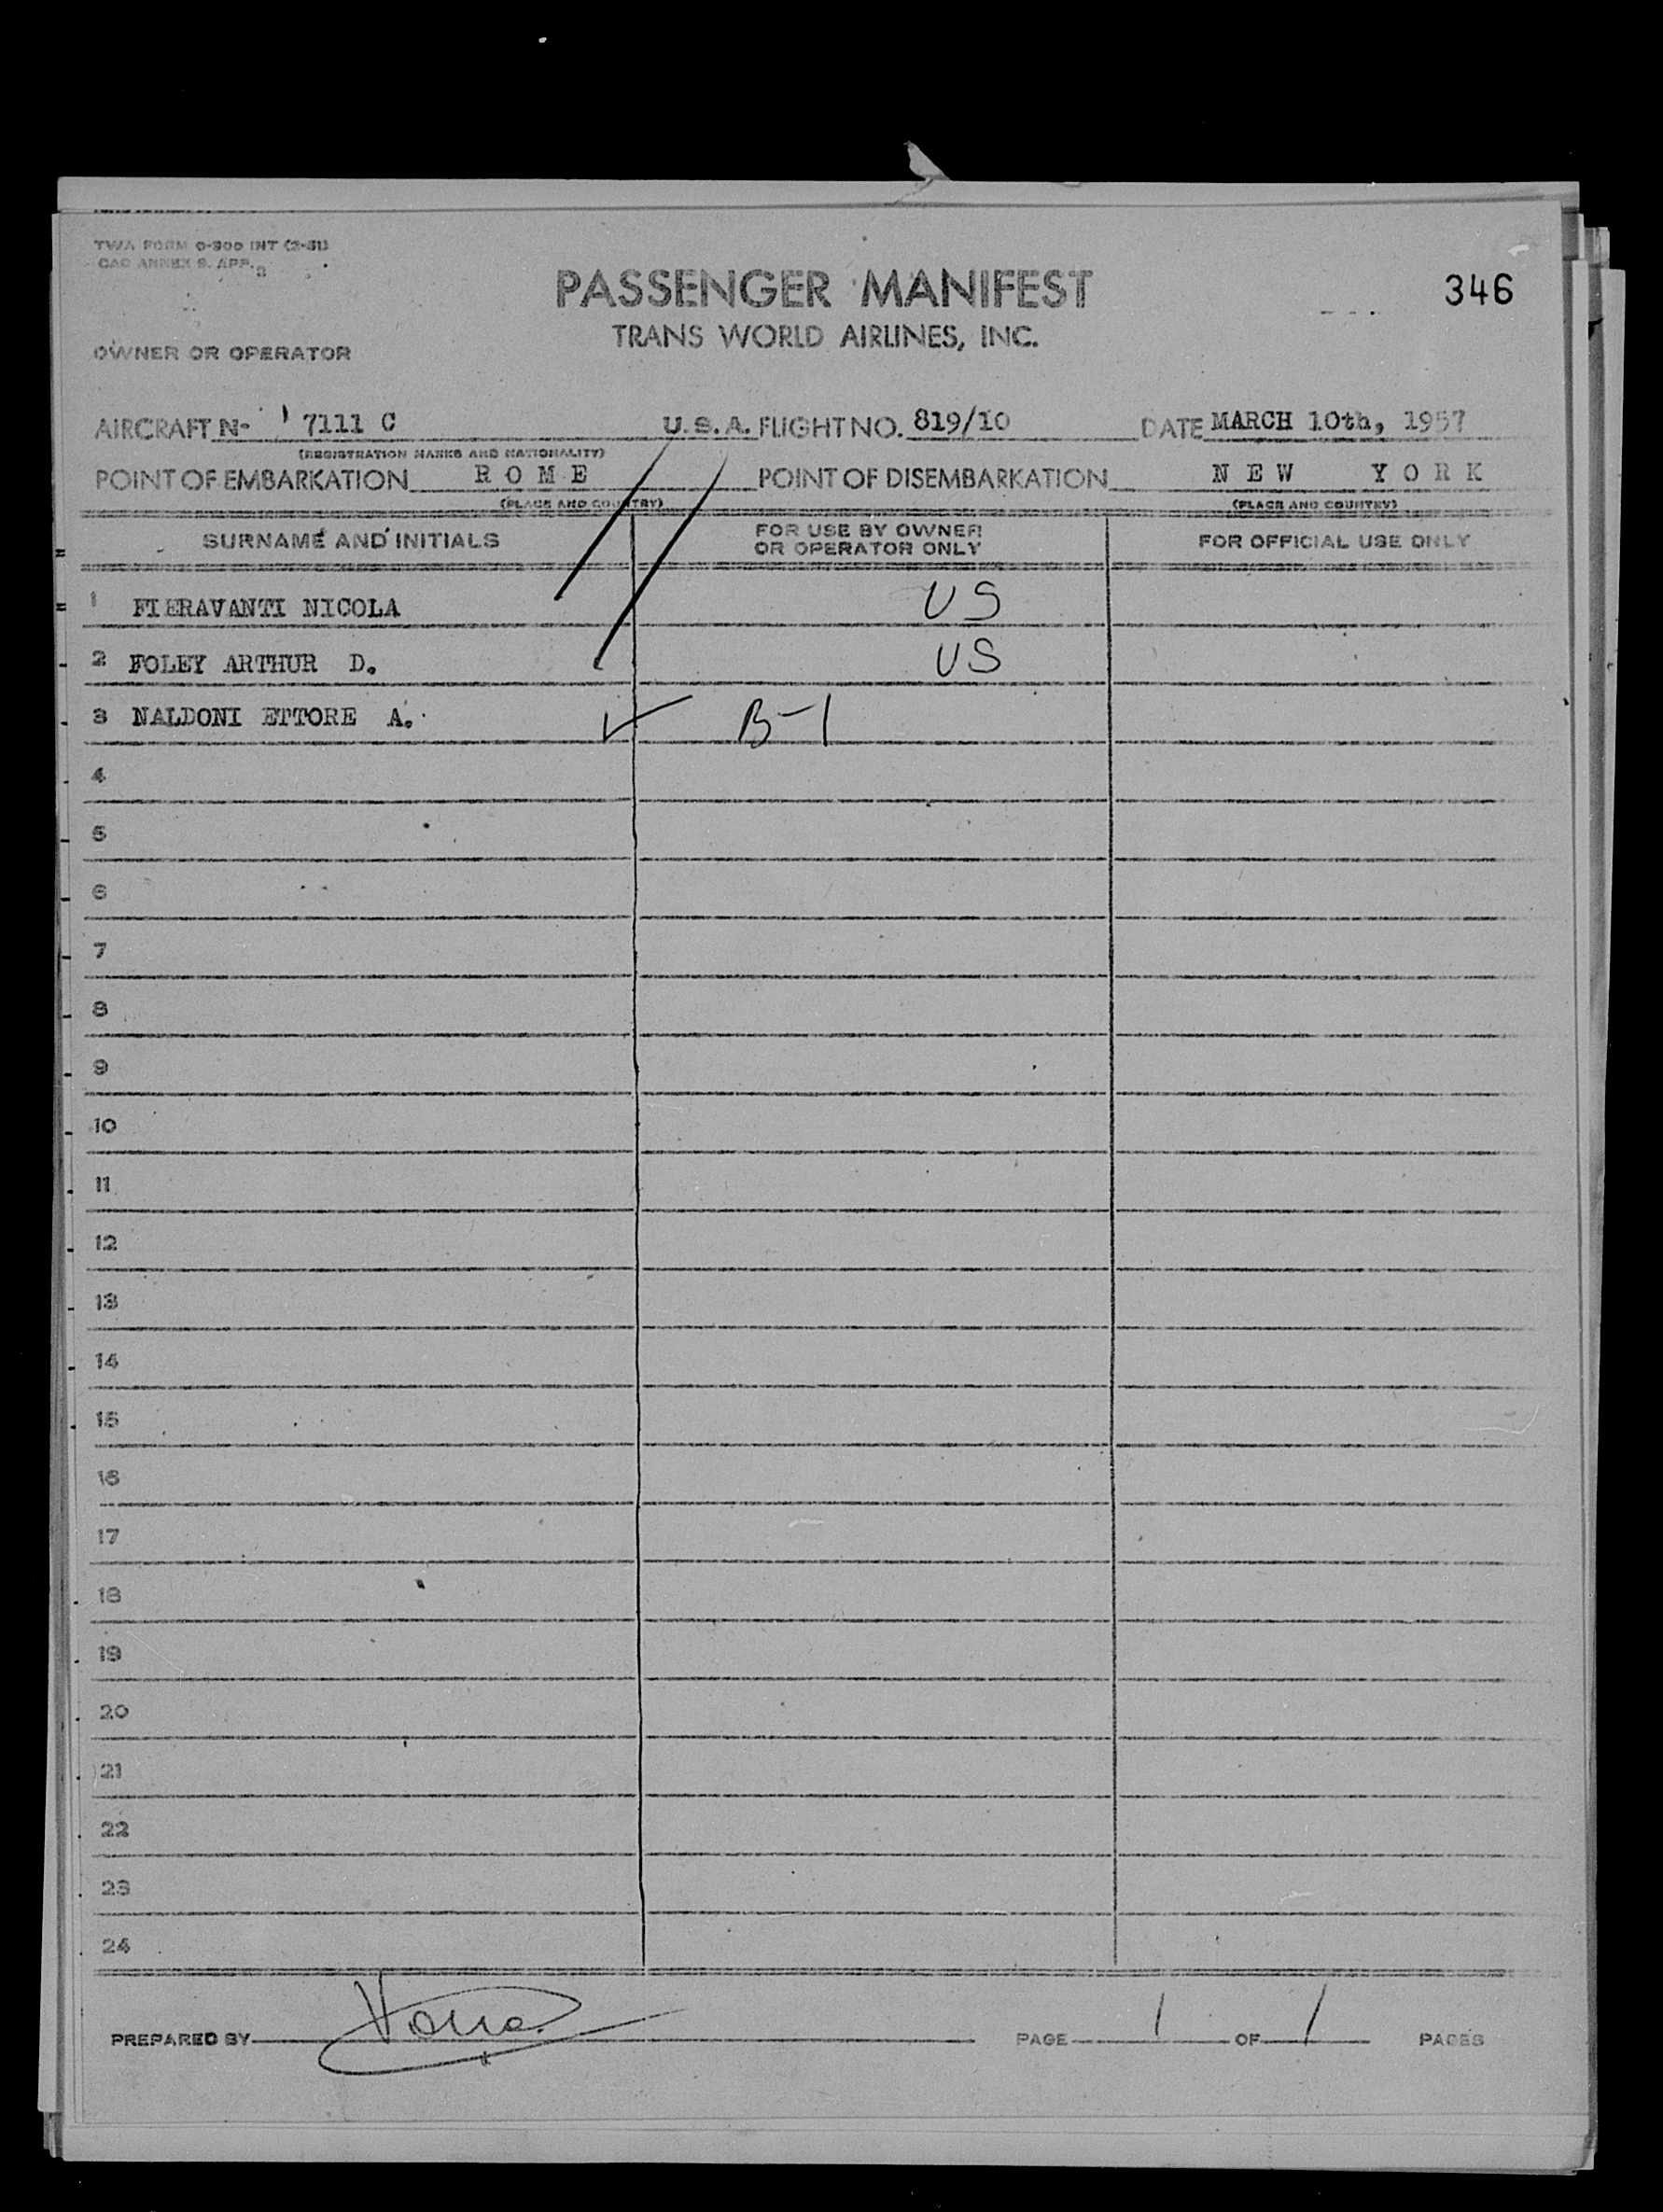 TWA FORM 0-900 INT (2-51)
CAO ANNEX 9. APP. 3
PASSENGER MANIFEST
346
TRANS WORLD AIRLINES, INC.
OWNER OR OPERATOR
AIRCRAFT N- 7111 C U.S.A. FLIGHT NO. 819/10 DATE MARCH 10th, 1957
(REGISTRATION MARKS AND NATIONALITY)
POINT OF EMBARKATION ROME POINT OF DISEMBARKATION NEW YORK
(PLACE AND COUNTRY) (PLACE AND COUNTRY)
SURNAME AND INITIALS FOR USE BY OWNER OR OPERATOR ONLY FOR OFFICIAL USE ONLY
1 FIERAVANTI NICOLA US
2 FOLEY ARTHUR D. US
3 NALDONI ETTORE A. ✓ B-1
4
5
6
7
8
9
10
11
12
13
14
15
16
17
18
19
20
21
22
23
24
PREPARED BY PAGE 1 OF 1 PAGES